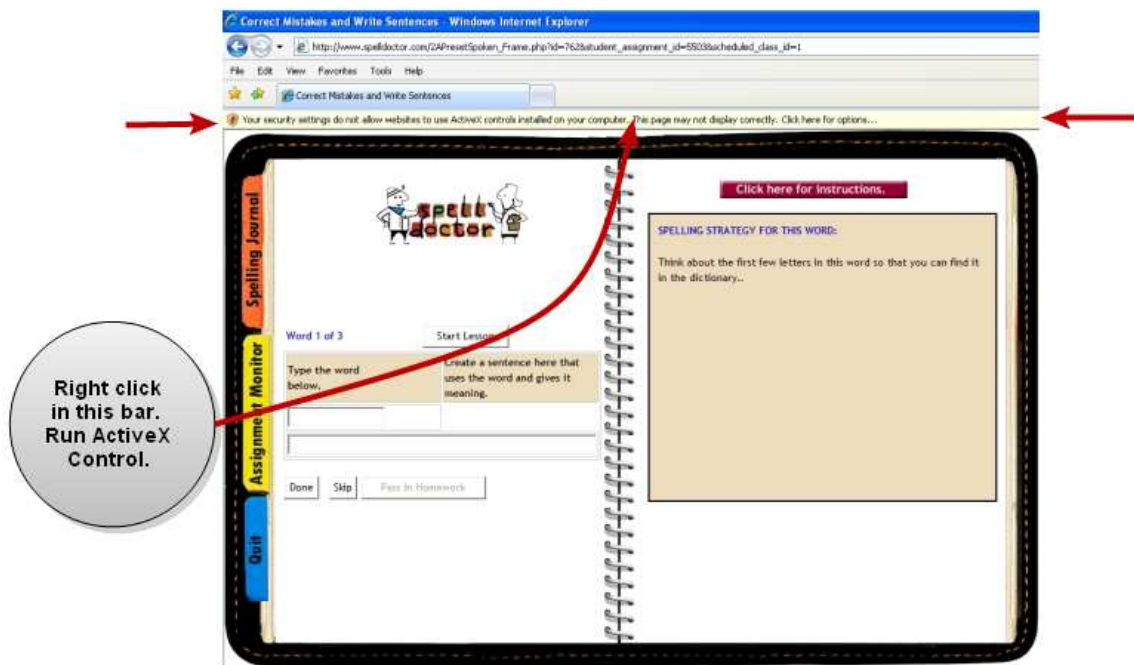 Correct Mistakes and Write Sentences - Windows Internet Explorer
http://www.spelldoctor.com/2APresetSpoken_Frame.php?id=762&student_assignment_id=5503&scheduled_class_id=1
File Edit View Favorites Tools Help
Correct Mistakes and Write Sentences
Your security settings do not allow websites to use ActiveX controls installed on your computer. This page may not display correctly. Click here for options...
Spelling Journal
Assignment Monitor
Quit
spell
doctor
Word 1 of 3
Start Lesson
Type the word
below.
Create a sentence here that
uses the word and gives it
meaning.
Done Skip Pass In Homework
Click here for instructions.
SPELLING STRATEGY FOR THIS WORD:
Think about the first few letters in this word so that you can find it
in the dictionary..
Right click
in this bar.
Run ActiveX
Control.